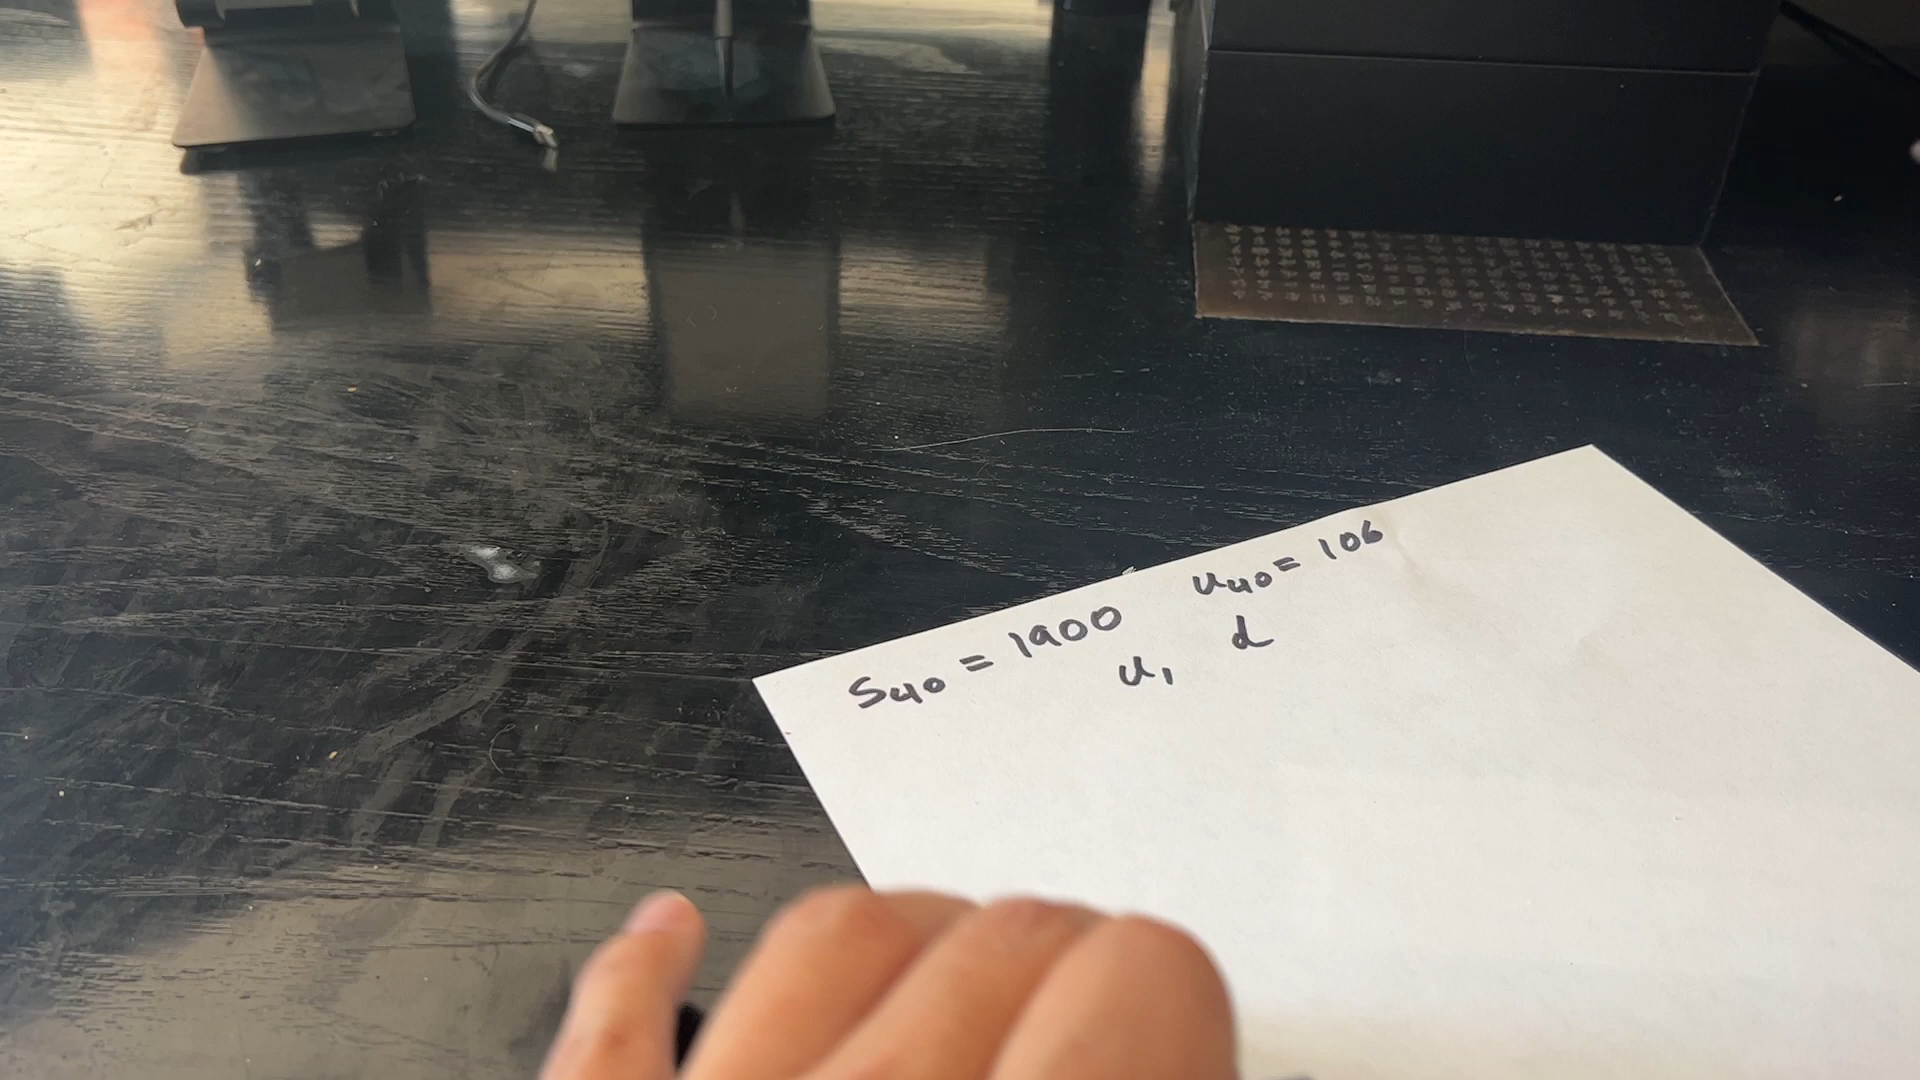 S₄₀ = 1900 u₄₀ = 106
u₁ d